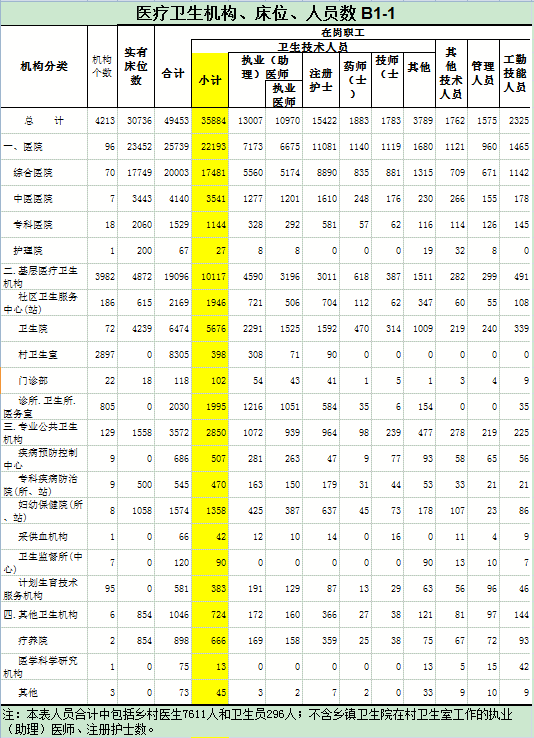 医疗卫生机构、床位、人员数 B1-1
机构分类 机构个数 实有床位数 在岗职工
合计 卫生技术人员 其他技术人员 管理人员 工勤技能人员
小计 执业（助理）医师 注册护士 药师（士） 技师（士） 其他
执业医师
总 计 4213 30736 49453 35884 13007 10970 15422 1883 1783 3789 1762 1575 2325
一、医院 96 23452 25739 22193 7173 6675 11081 1140 1119 1680 1121 960 1465
综合医院 70 17749 20003 17481 5560 5174 8890 835 881 1315 709 671 1142
中医医院 7 3443 4140 3541 1277 1201 1610 248 176 230 266 155 178
专科医院 18 2060 1529 1144 328 292 581 57 62 116 114 126 145
护理院 1 200 67 27 8 8 0 0 0 19 32 8 0
二.基层医疗卫生机构 3982 4872 19096 10117 4590 3196 3011 618 387 1511 282 299 491
社区卫生服务中心(站) 186 615 2169 1946 721 506 704 112 62 347 60 55 108
卫生院 72 4239 6474 5676 2291 1525 1592 470 314 1009 219 240 339
村卫生室 2897 0 8305 398 308 71 90 0 0 0 0 0 0
门诊部 22 18 118 102 54 43 41 1 5 1 3 4 9
诊所.卫生所.医务室 805 0 2030 1995 1216 1051 584 35 6 154 0 0 35
三.专业公共卫生机构 129 1558 3572 2850 1072 939 964 98 239 477 278 219 225
疾病预防控制中心 9 0 686 507 281 263 47 9 77 93 58 65 56
专科疾病防治院(所、站) 9 500 545 470 163 150 179 31 44 53 33 21 21
妇幼保健院(所、站) 8 1058 1574 1358 425 387 637 45 73 178 107 23 86
采供血机构 1 0 66 42 12 10 14 0 16 0 11 4 9
卫生监督所(中心) 7 0 120 90 0 0 0 0 0 90 13 10 7
计划生育技术服务机构 95 0 581 383 191 129 87 13 29 63 56 96 46
四.其他卫生机构 6 854 1046 724 172 160 366 27 38 121 81 97 144
疗养院 2 854 898 666 169 158 359 25 38 75 67 72 93
医学科学研究机构 1 0 75 13 0 0 0 0 0 13 5 15 42
其他 3 0 73 45 3 2 7 2 0 33 9 10 9
注：本表人员合计中包括乡村医生7611人和卫生员296人；不含乡镇卫生院在村卫生室工作的执业
（助理）医师、注册护士数。